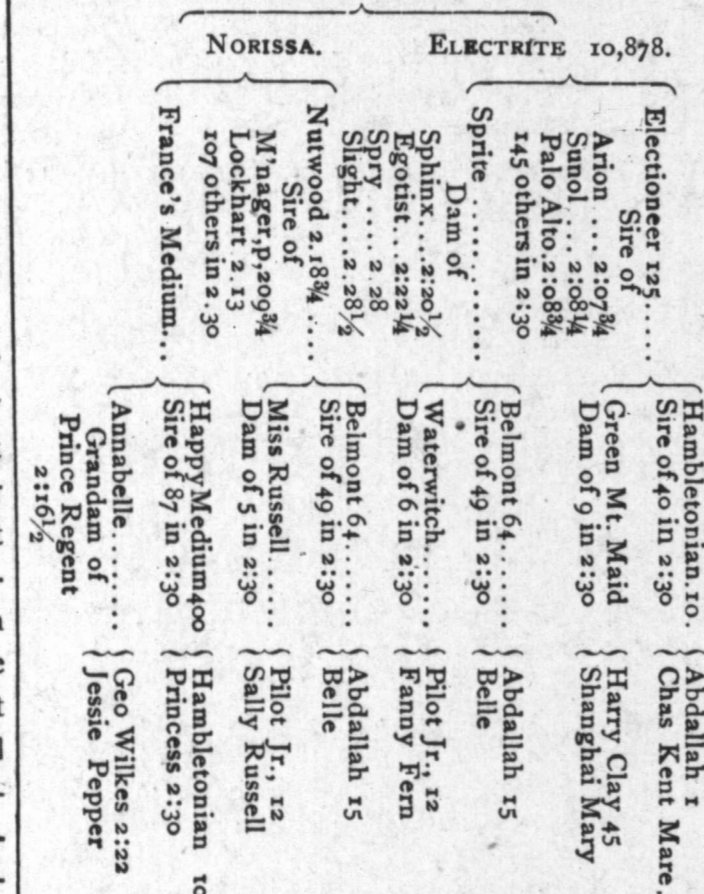 NORISSA.
ELECTRITE 10,878.
Electioneer 125.....
Sire of
Arion .... 2:07¾
Sunol .... 2:08¼
Palo Alto.2:08¾
145 others in 2:30
Sprite ..............
Dam of
Sphinx ... 2:20½
Egotist .. 2:22¼
Spry ..... 2 28
Slight.... 2:28½
Nutwood 2.18¾ ....
Sire of
M'nager,p,209¾
Lockhart 2.13
107 others in 2.30
France's Medium...
Hambletonian.10.
Sire of 40 in 2:30
Green Mt. Maid
Dam of 9 in 2:30
Belmont 64........
Sire of 49 in 2:30
Waterwitch.......
Dam of 6 in 2:30
Belmont 64........
Sire of 49 in 2:30
Miss Russell ......
Dam of 5 in 2:30
Happy Medium 400
Sire of 87 in 2:30
Annabelle........
Grandam of
Prince Regent
2:16½
Abdallah 1
Chas Kent Mare,
Harry Clay 45
Shanghai Mary
Abdallah 15
Belle
Pilot Jr., 12
Fanny Fern
Abdallah 15
Belle
Pilot Jr., 12
Sally Russell
Hambletonian 10
Princess 2:30
Geo Wilkes 2:22
Jessie Pepper